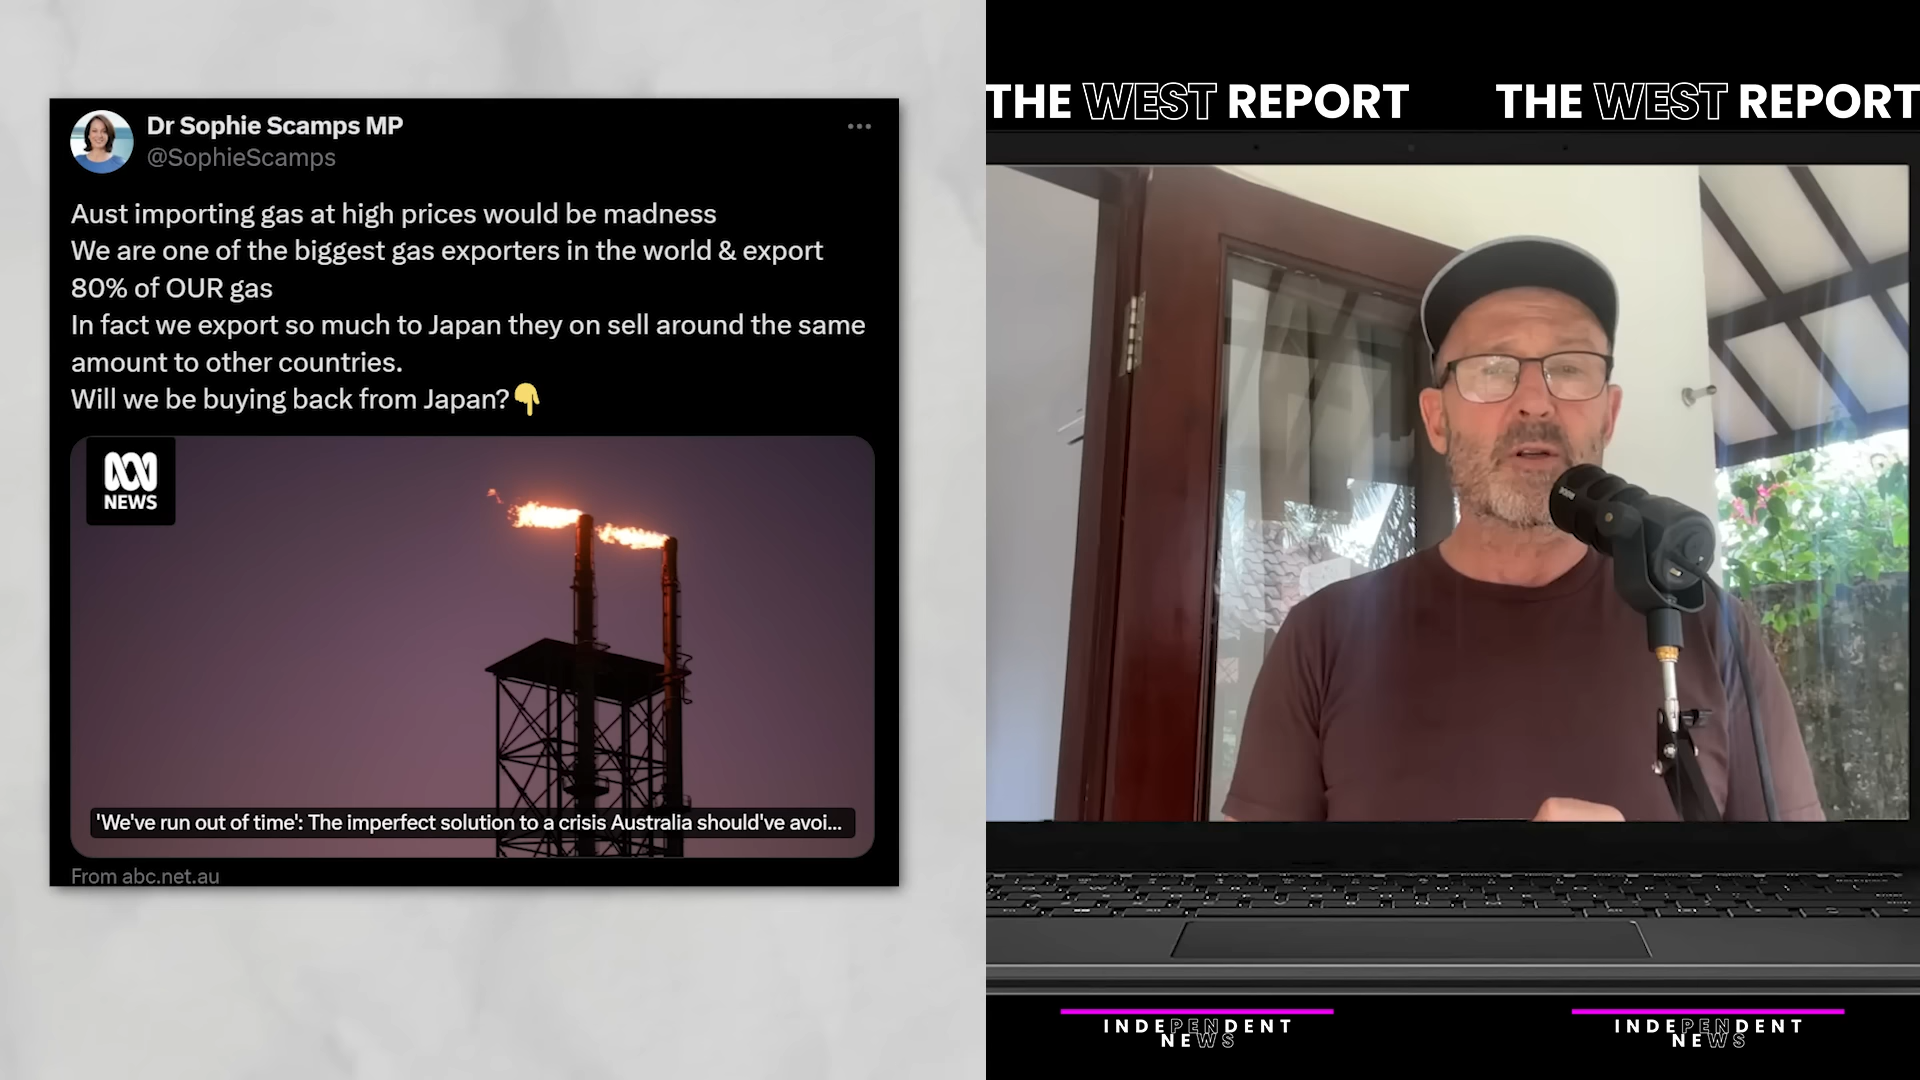 Dr Sophie Scamps MP
@SophieScamps
Aust importing gas at high prices would be madness
We are one of the biggest gas exporters in the world & export
80% of OUR gas
In fact we export so much to Japan they on sell around the same
amount to other countries.
Will we be buying back from Japan?👇
NEWS
'We've run out of time': The imperfect solution to a crisis Australia should've avoi...
From abc.net.au
THE WEST REPORT
THE WEST REPORT
INDEPENDENT
NEWS
INDEPENDENT
NEWS